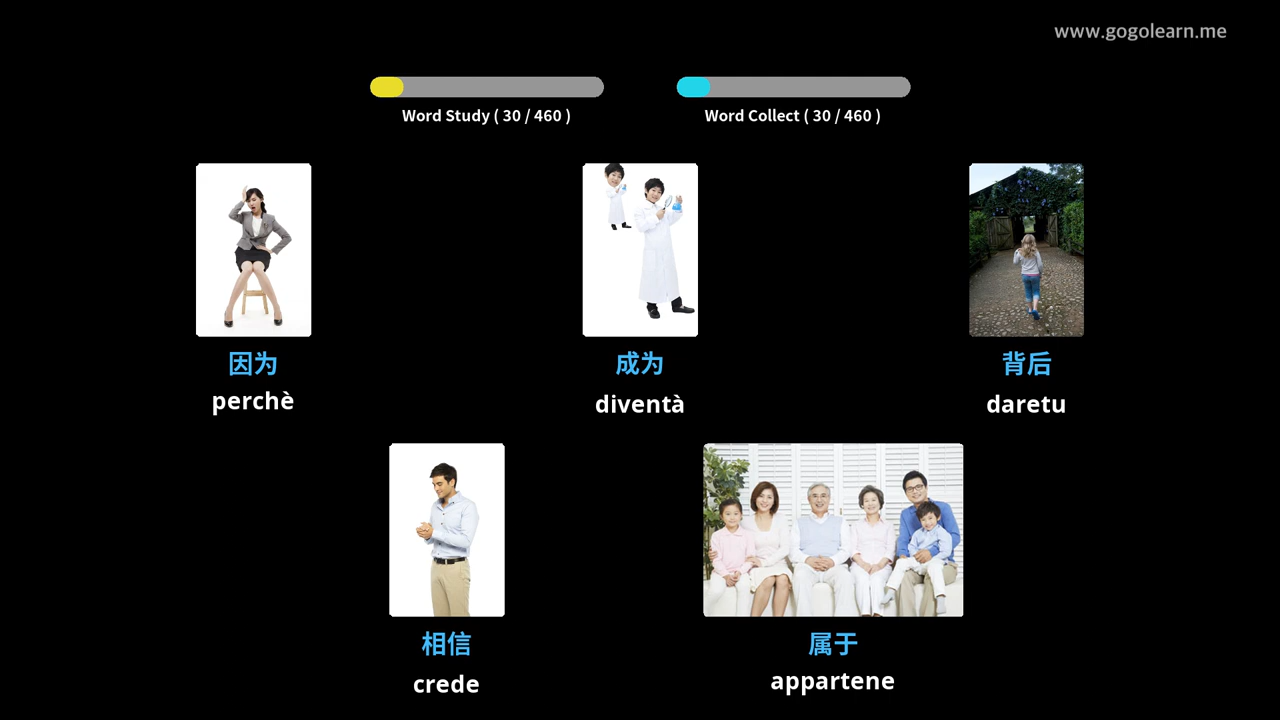 www.gogolearn.me
Word Study ( 30 / 460 )
Word Collect ( 30 / 460 )
因为
perchè
成为
diventà
背后
daretu
相信
crede
属于
appartene